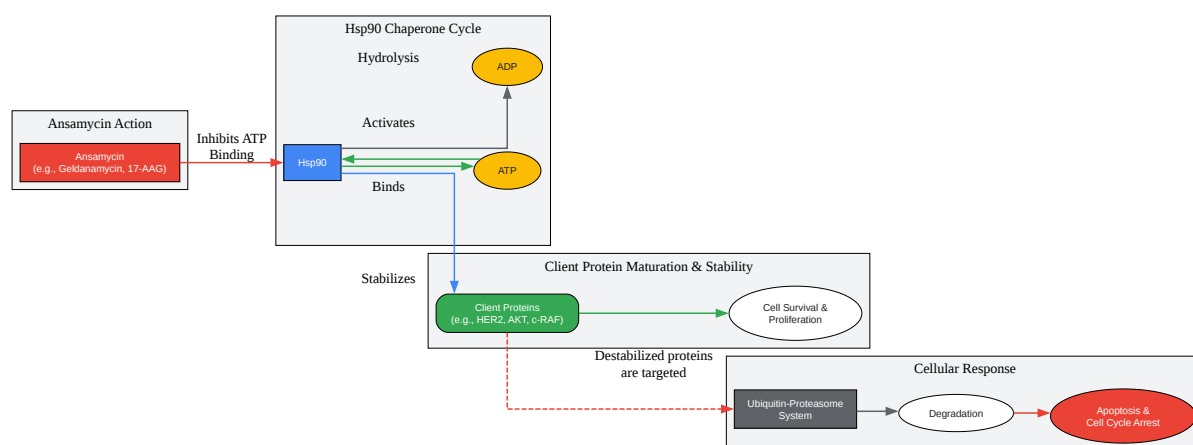 Hsp90 Chaperone Cycle
Hydrolysis
ADP
Ansamycin Action
Activates
Inhibits ATP
Binding
Ansamycin
(e.g., Geldanamycin, 17-AAG)
Hsp90
ATP
Binds
Client Protein Maturation & Stability
Stabilizes
Client Proteins
(e.g., HER2, AKT, c-RAF)
Cell Survival &
Proliferation
Destabilized proteins
are targeted
Cellular Response
Ubiquitin-Proteasome
System
Degradation
Apoptosis &
Cell Cycle Arrest